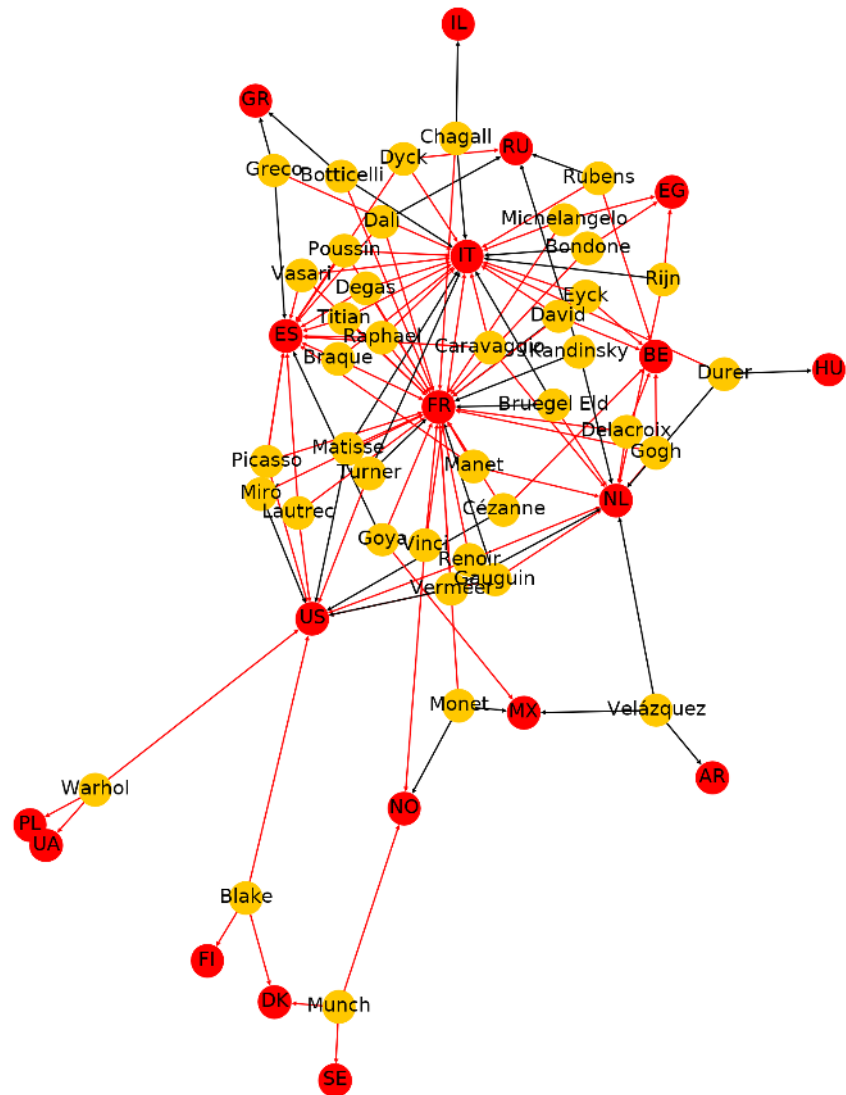 IL
GR
Chagall
RU
Dyck
Greco
Botticelli
Rubens
EG
Michelangelo
Dali
Bondone
Poussin
IT
Vasari
Rijn
Degas
Eyck
David
Titian
ES
Raphael
Caravaggio
Kandinsky
Braque
BE
Durer
HU
FR
Bruegel Eld
Delacroix
Matisse
Gogh
Picasso
Turner
Manet
Miró
NL
Lautrec
Cézanne
Goya
Vinci
Renoir
Gauguin
Vermeer
US
Monet
MX
Velázquez
AR
Warhol
NO
PL
UA
Blake
FI
DK
Munch
SE